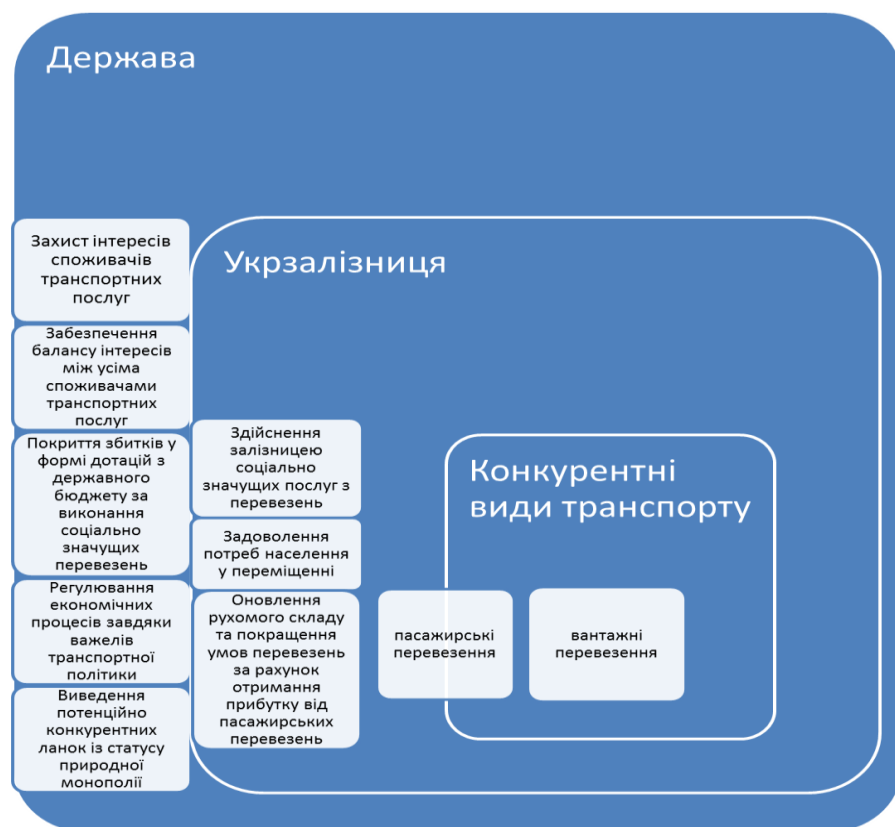 Держава
Захист інтересів
споживачів
транспортних
послуг
Забезпечення
балансу інтересів
між усіма
споживачами
транспортних
послуг
Покриття збитків у
формі дотацій з
державного
бюджету за
виконання
соціально
значущих
перевезень
Регулювання
економічних
процесів завдяки
важелів
транспортної
політики
Виведення
потенційно
конкурентних
ланок із статусу
природної
монополії
Укрзалізниця
Здійснення
залізницею
соціально
значущих послуг з
перевезень
Задоволення
потреб населення
у переміщенні
Оновлення
рухомого складу
та покращення
умов перевезень
за рахунок
отримання
прибутку від
пасажирських
перевезень
Конкурентні
види транспорту
пасажирські
перевезення
вантажні
перевезення